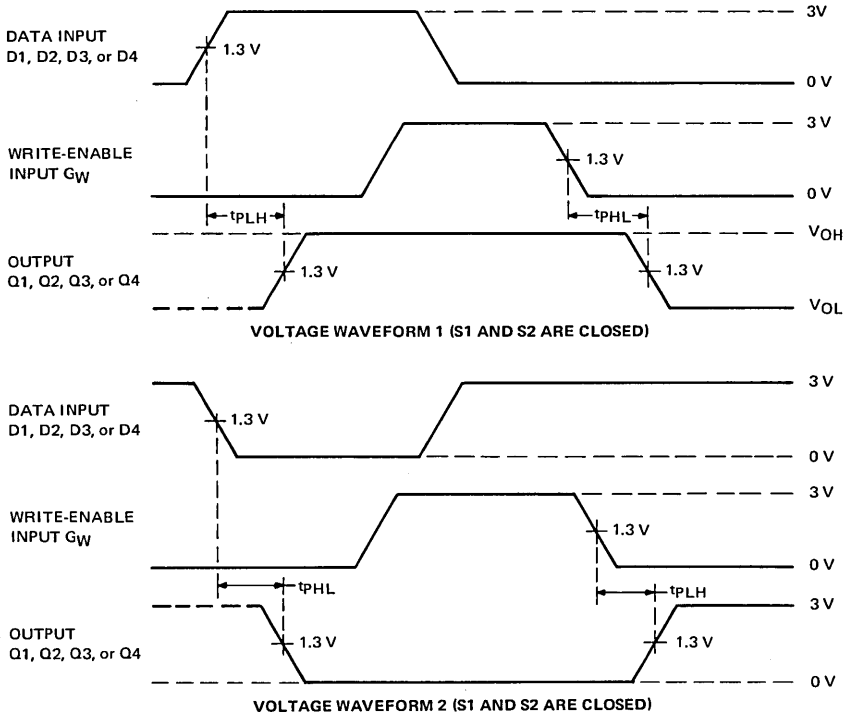 DATA INPUT
D1, D2, D3, or D4
1.3 V
3V
0 V
WRITE-ENABLE
INPUT GW
1.3 V
3 V
0 V
tPLH
tPHL
OUTPUT
Q1, Q2, Q3, or Q4
1.3 V
1.3 V
VOH
VOL
VOLTAGE WAVEFORM 1 (S1 AND S2 ARE CLOSED)
DATA INPUT
D1, D2, D3, or D4
1.3 V
3 V
0 V
WRITE-ENABLE
INPUT GW
1.3 V
3 V
0 V
tPHL
tPLH
OUTPUT
Q1, Q2, Q3, or Q4
1.3 V
1.3 V
3 V
0 V
VOLTAGE WAVEFORM 2 (S1 AND S2 ARE CLOSED)